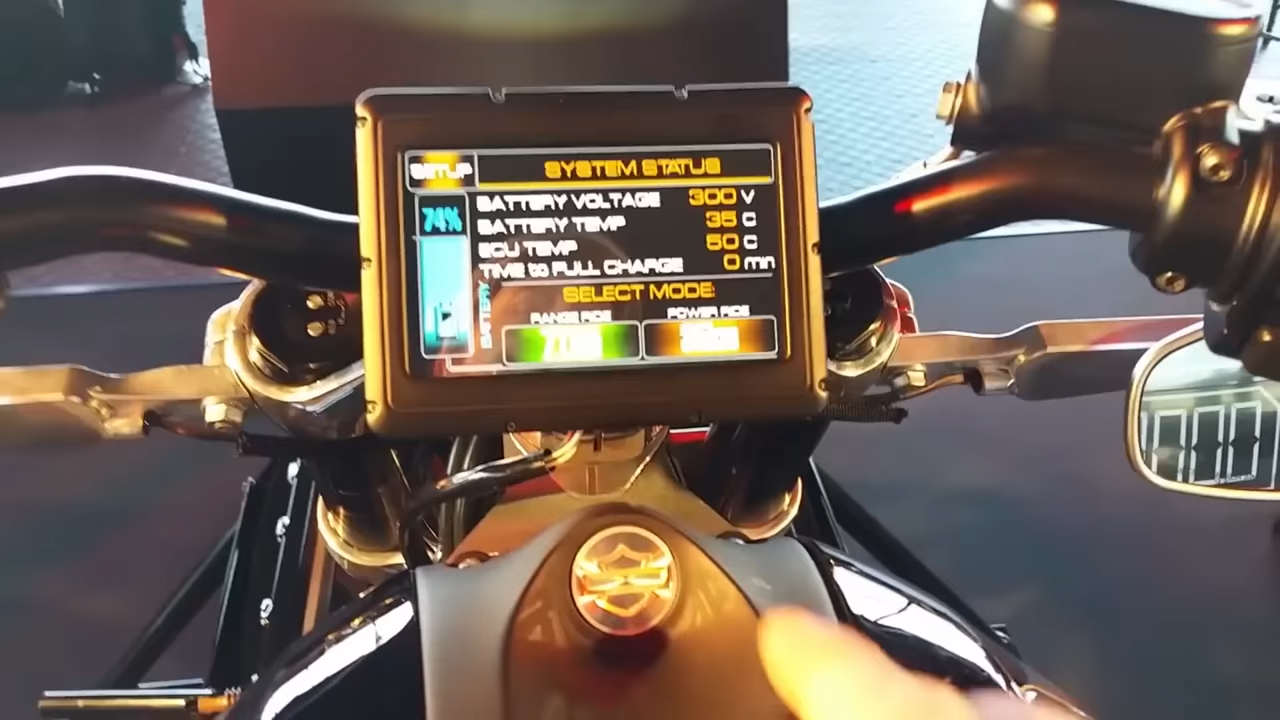 SETUP
SYSTEM STATUS
74%
BATTERY VOLTAGE 300 V
BATTERY TEMP 35 C
ECU TEMP 50 C
TIME to FULL CHARGE 0 min
BATTERY
SELECT MODE:
RANGE RIDE
POWER RIDE